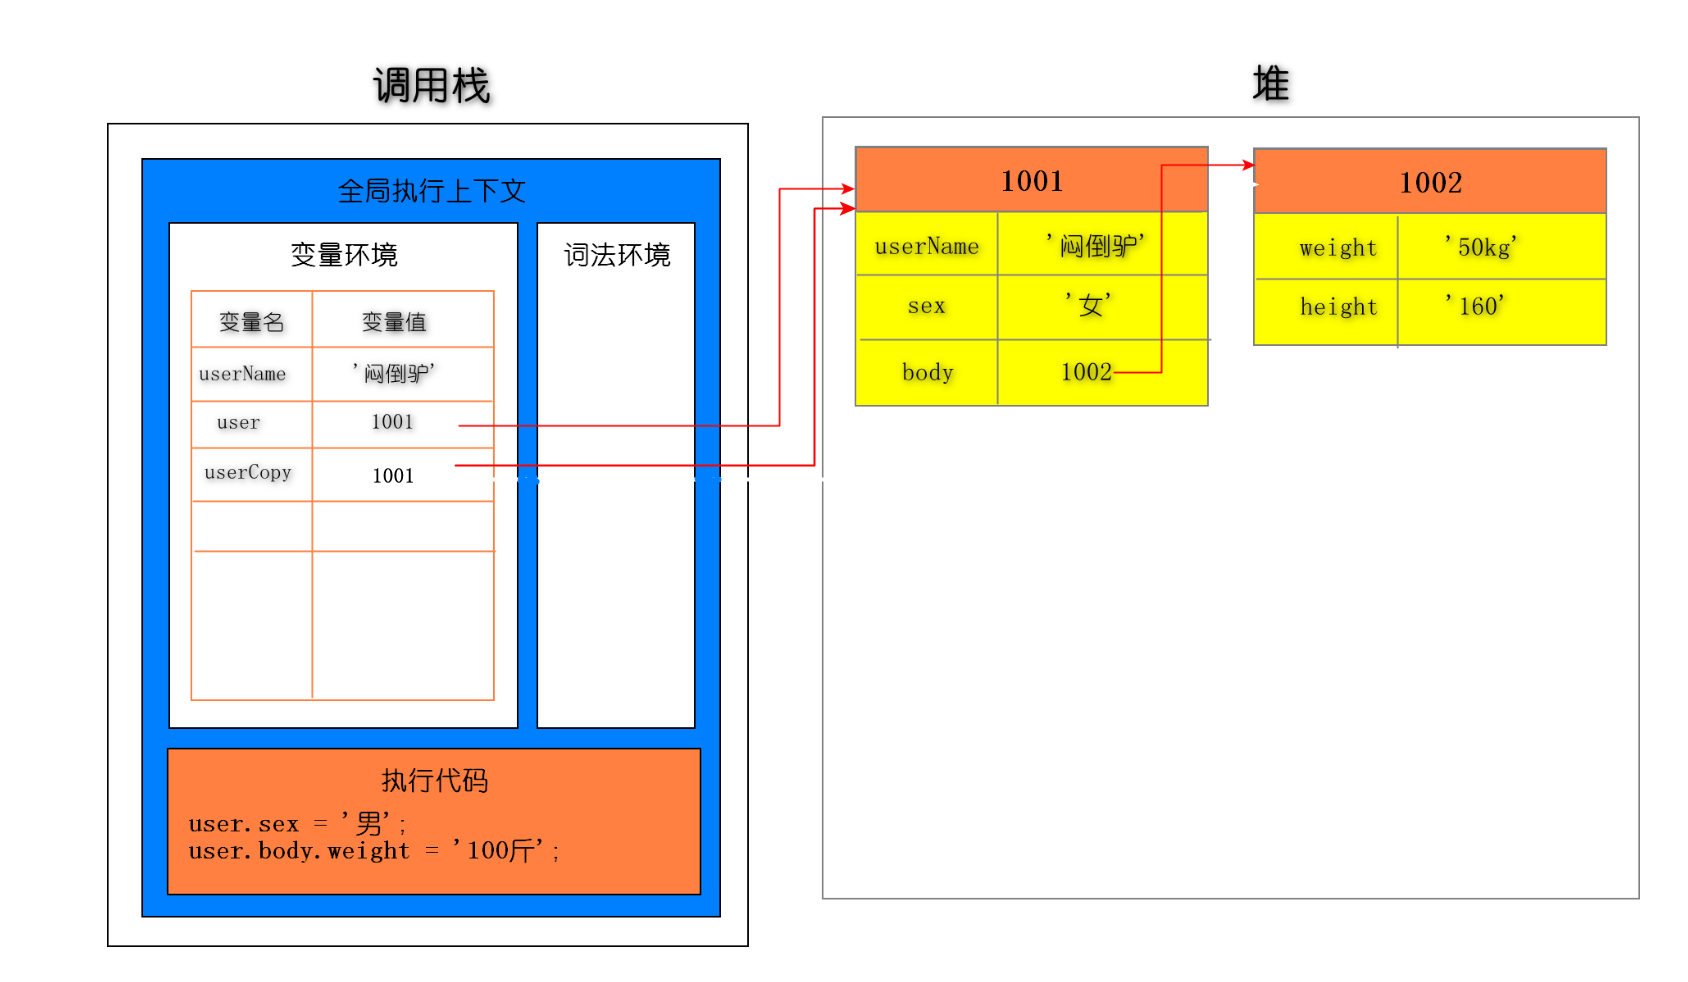 调用栈
全局执行上下文
变量环境
变量名 变量值
userName '闷倒驴'
user 1001
userCopy 1001
词法环境
执行代码
user.sex = '男';
user.body.weight = '100斤';
堆
1001
userName '闷倒驴'
sex '女'
body 1002
1002
weight '50kg'
height '160'